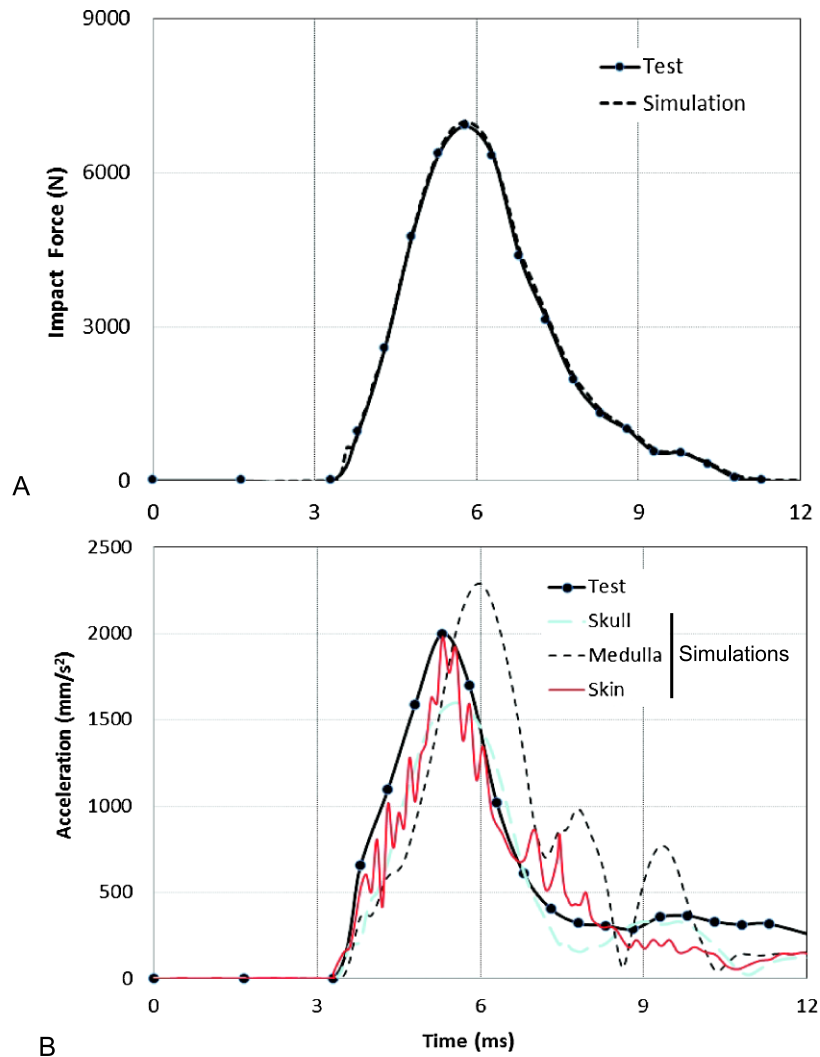 9000
6000
3000
0
Impact Force (N)
Test
Simulation
A
0 3 6 9 12
2500
2000
1500
1000
500
0
Acceleration (mm/s²)
Test
Skull
Medulla
Skin
Simulations
0 3 6 9 12
B
Time (ms)